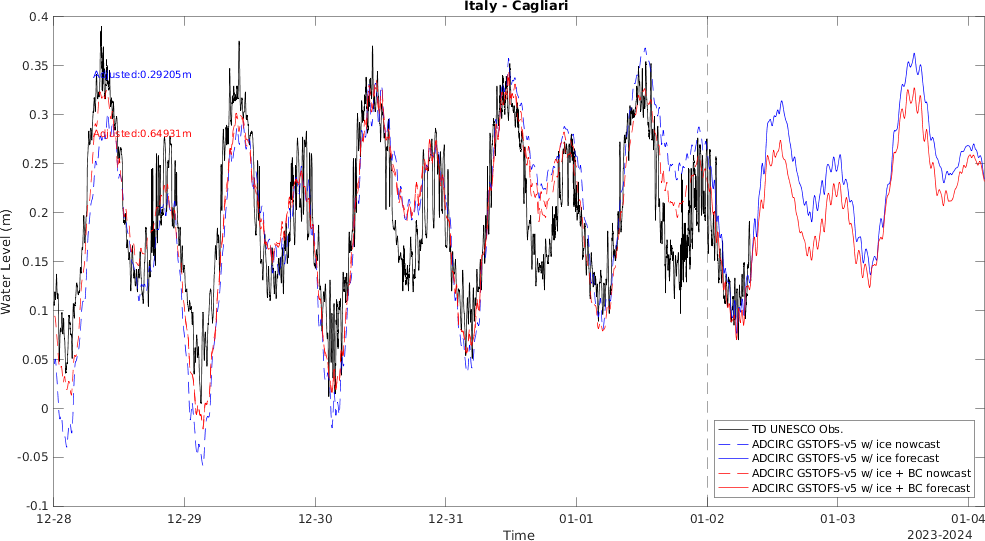 Italy - Cagliari
Water Level (m)
0.4
0.35
0.3
0.25
0.2
0.15
0.1
0.05
0
-0.05
-0.1
Adjusted:0.29205m
Adjusted:0.64931m
TD UNESCO Obs.
ADCIRC GSTOFS-v5 w/ ice nowcast
ADCIRC GSTOFS-v5 w/ ice forecast
ADCIRC GSTOFS-v5 w/ ice + BC nowcast
ADCIRC GSTOFS-v5 w/ ice + BC forecast
12-28 12-29 12-30 12-31 01-01 01-02 01-03 01-04
Time
2023-2024